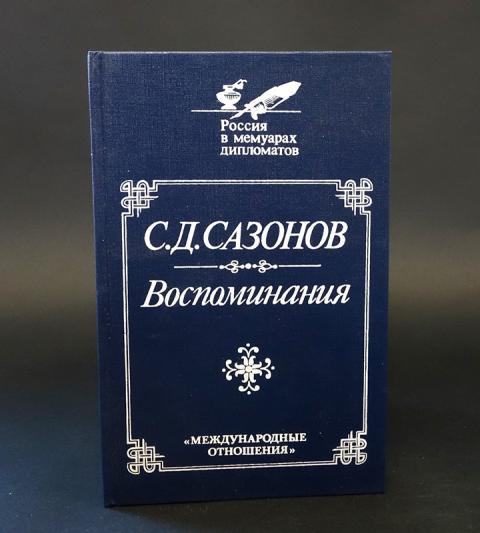 Россия
в мемуарах
дипломатов
С.Д.САЗОНОВ
Воспоминания
«МЕЖДУНАРОДНЫЕ
ОТНОШЕНИЯ»